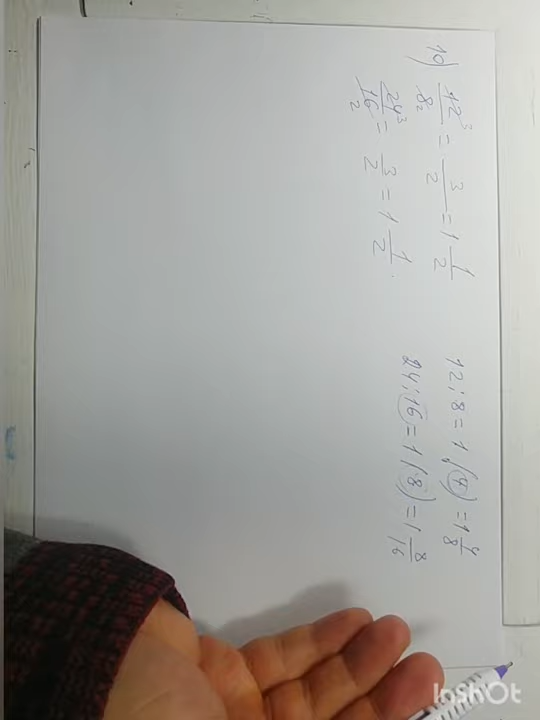 10) 12³/8₂ = 3/2 = 1 1/2
24³/16₂ = 3/2 = 1 1/2.
12:8 = 1 (4) = 1 4/8
24:16 = 1 (8) = 1 8/16
InShOt